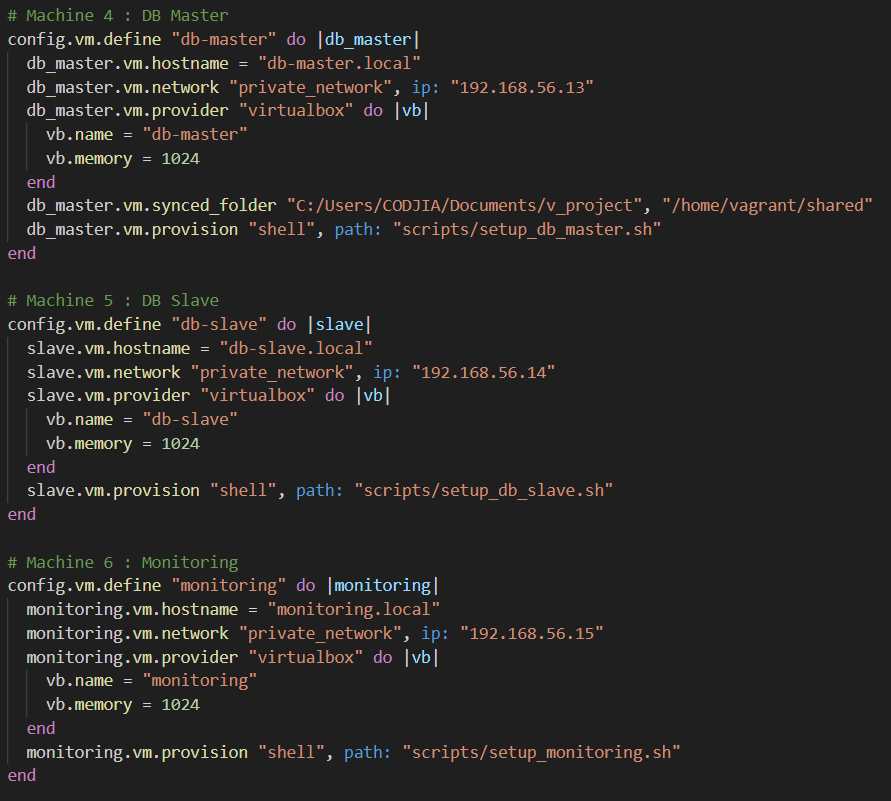 # Machine 4 : DB Master
config.vm.define "db-master" do |db_master|
  db_master.vm.hostname = "db-master.local"
  db_master.vm.network "private_network", ip: "192.168.56.13"
  db_master.vm.provider "virtualbox" do |vb|
    vb.name = "db-master"
    vb.memory = 1024
  end
  db_master.vm.synced_folder "C:/Users/CODJIA/Documents/v_project", "/home/vagrant/shared"
  db_master.vm.provision "shell", path: "scripts/setup_db_master.sh"
end

# Machine 5 : DB Slave
config.vm.define "db-slave" do |slave|
  slave.vm.hostname = "db-slave.local"
  slave.vm.network "private_network", ip: "192.168.56.14"
  slave.vm.provider "virtualbox" do |vb|
    vb.name = "db-slave"
    vb.memory = 1024
  end
  slave.vm.provision "shell", path: "scripts/setup_db_slave.sh"
end

# Machine 6 : Monitoring
config.vm.define "monitoring" do |monitoring|
  monitoring.vm.hostname = "monitoring.local"
  monitoring.vm.network "private_network", ip: "192.168.56.15"
  monitoring.vm.provider "virtualbox" do |vb|
    vb.name = "monitoring"
    vb.memory = 1024
  end
  monitoring.vm.provision "shell", path: "scripts/setup_monitoring.sh"
end